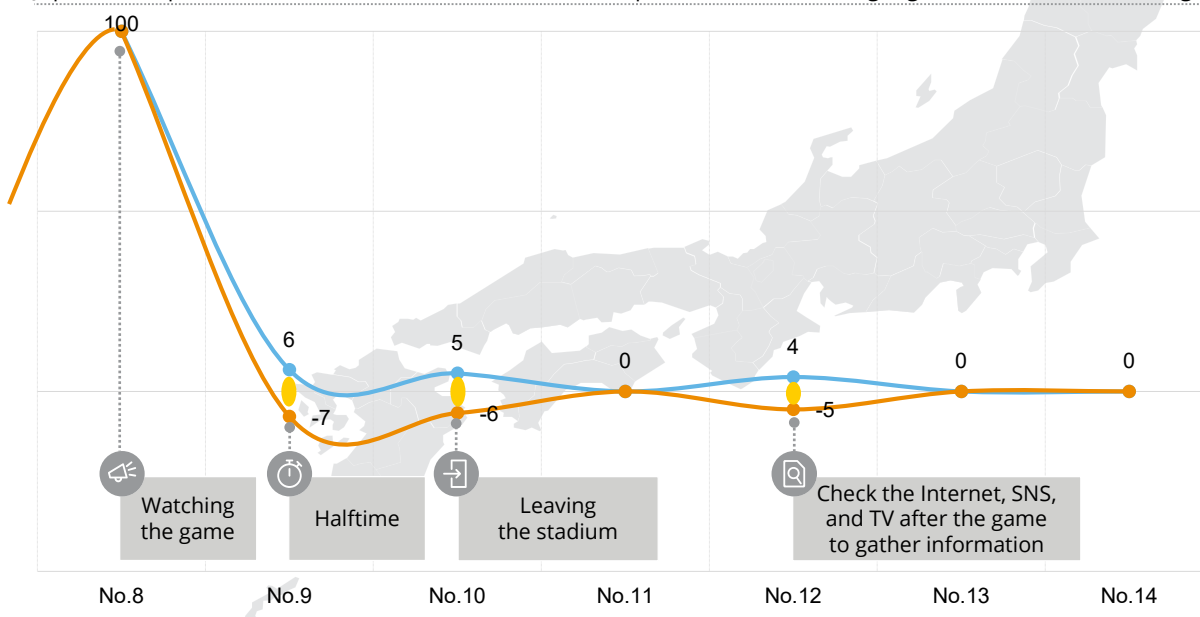 100
6
5
0
4
0
0
-7
-6
-5
Watching
the game
Halftime
Leaving
the stadium
Check the Internet, SNS,
and TV after the game
to gather information
No.8
No.9
No.10
No.11
No.12
No.13
No.14